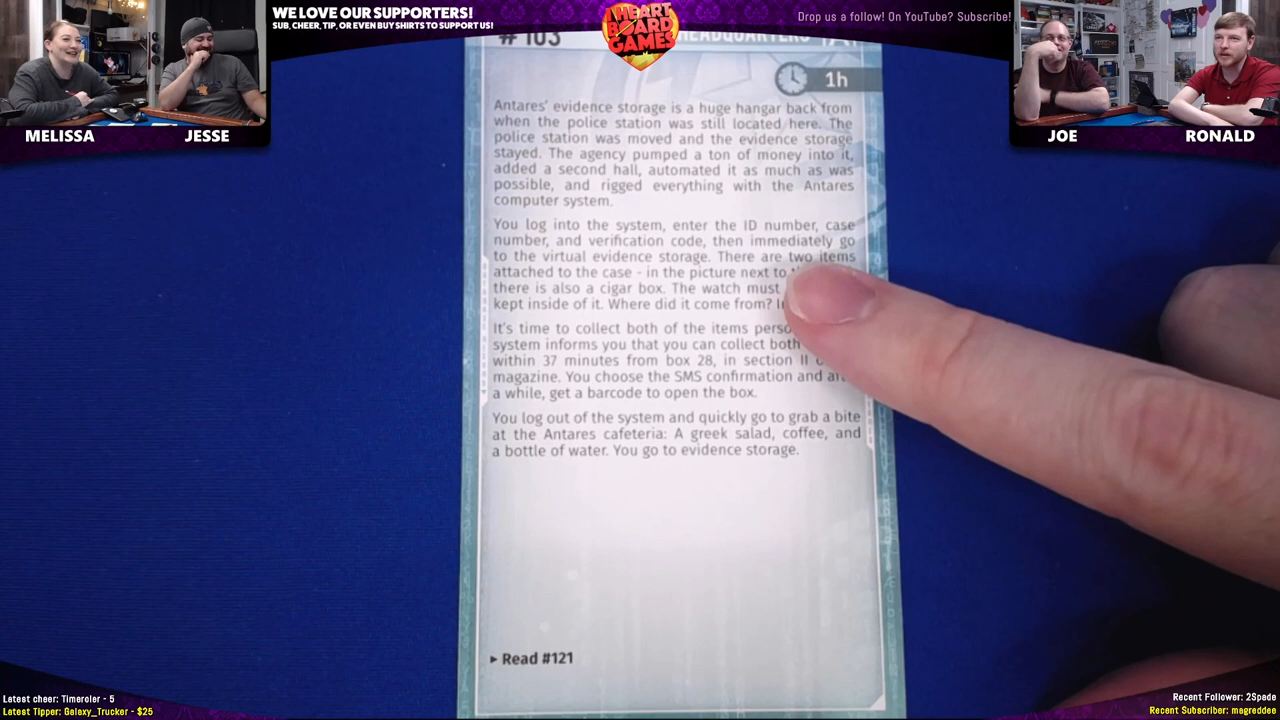 WE LOVE OUR SUPPORTERS!
SUB, CHEER, TIP, OR EVEN BUY SHIRTS TO SUPPORT US!
I HEART
BOARD
GAMES
Drop us a follow! On YouTube? Subscribe!
MELISSA
JESSE
JOE
RONALD
#103
HEADQUARTERS
1h
Antares' evidence storage is a huge hangar back from
when the police station was still located here. The
police station was moved and the evidence storage
stayed. The agency pumped a ton of money into it,
added a second hall, automated it as much as was
possible, and rigged everything with the Antares
computer system.
You log into the system, enter the ID number, case
number, and verification code, then immediately go
to the virtual evidence storage. There are two items
attached to the case - in the picture next to
there is also a cigar box. The watch must
kept inside of it. Where did it come from?
It's time to collect both of the items
system informs you that you can collect both
within 37 minutes from box 28, in section II
magazine. You choose the SMS confirmation and
a while, get a barcode to open the box.
You log out of the system and quickly go to grab a bite
at the Antares cafeteria: A greek salad, coffee, and
a bottle of water. You go to evidence storage.
▸ Read #121
Latest cheer: Timeroler - 5
Latest Tipper: Galaxy_Trucker - $25
Recent Follower: 2Spade
Recent Subscriber: magreddee